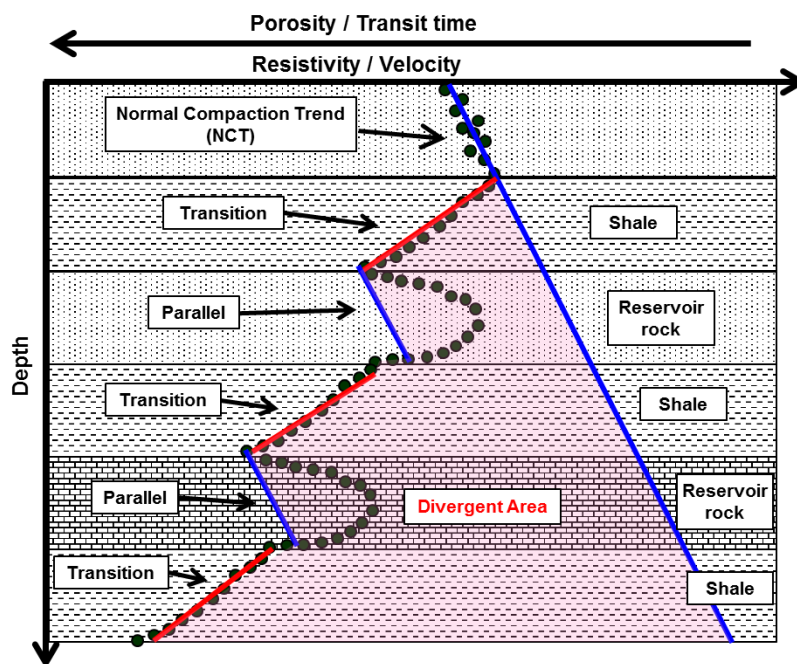 Porosity / Transit time
Resistivity / Velocity
Normal Compaction Trend
(NCT)
Transition
Shale
Parallel
Reservoir
rock
Depth
Transition
Shale
Parallel
Divergent Area
Reservoir
rock
Transition
Shale